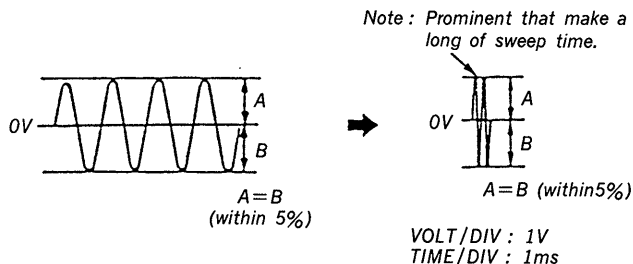 Note : Prominent that make a
long of sweep time.
A
0V
B
A=B
(within 5%)
A
0V
B
A=B (within5%)
VOLT/DIV : 1V
TIME/DIV : 1ms